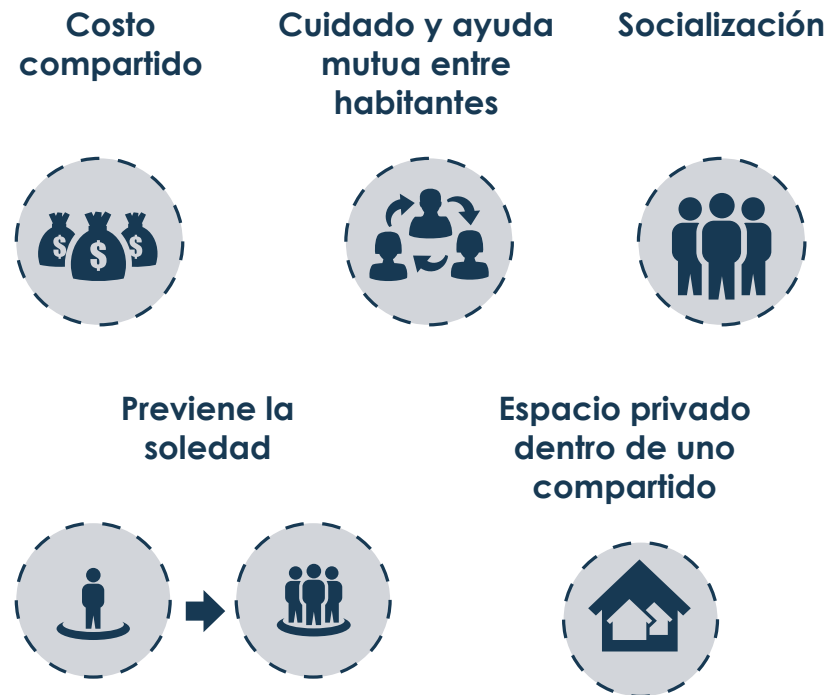 Costo
compartido
Cuidado y ayuda
mutua entre
habitantes
Socialización
$ $ $
Previene la
soledad
Espacio privado
dentro de uno
compartido